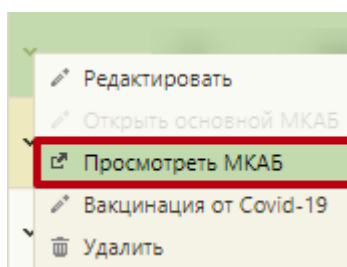 Редактировать
Открыть основной МКАБ
Просмотреть МКАБ
Вакцинация от Covid-19
Удалить